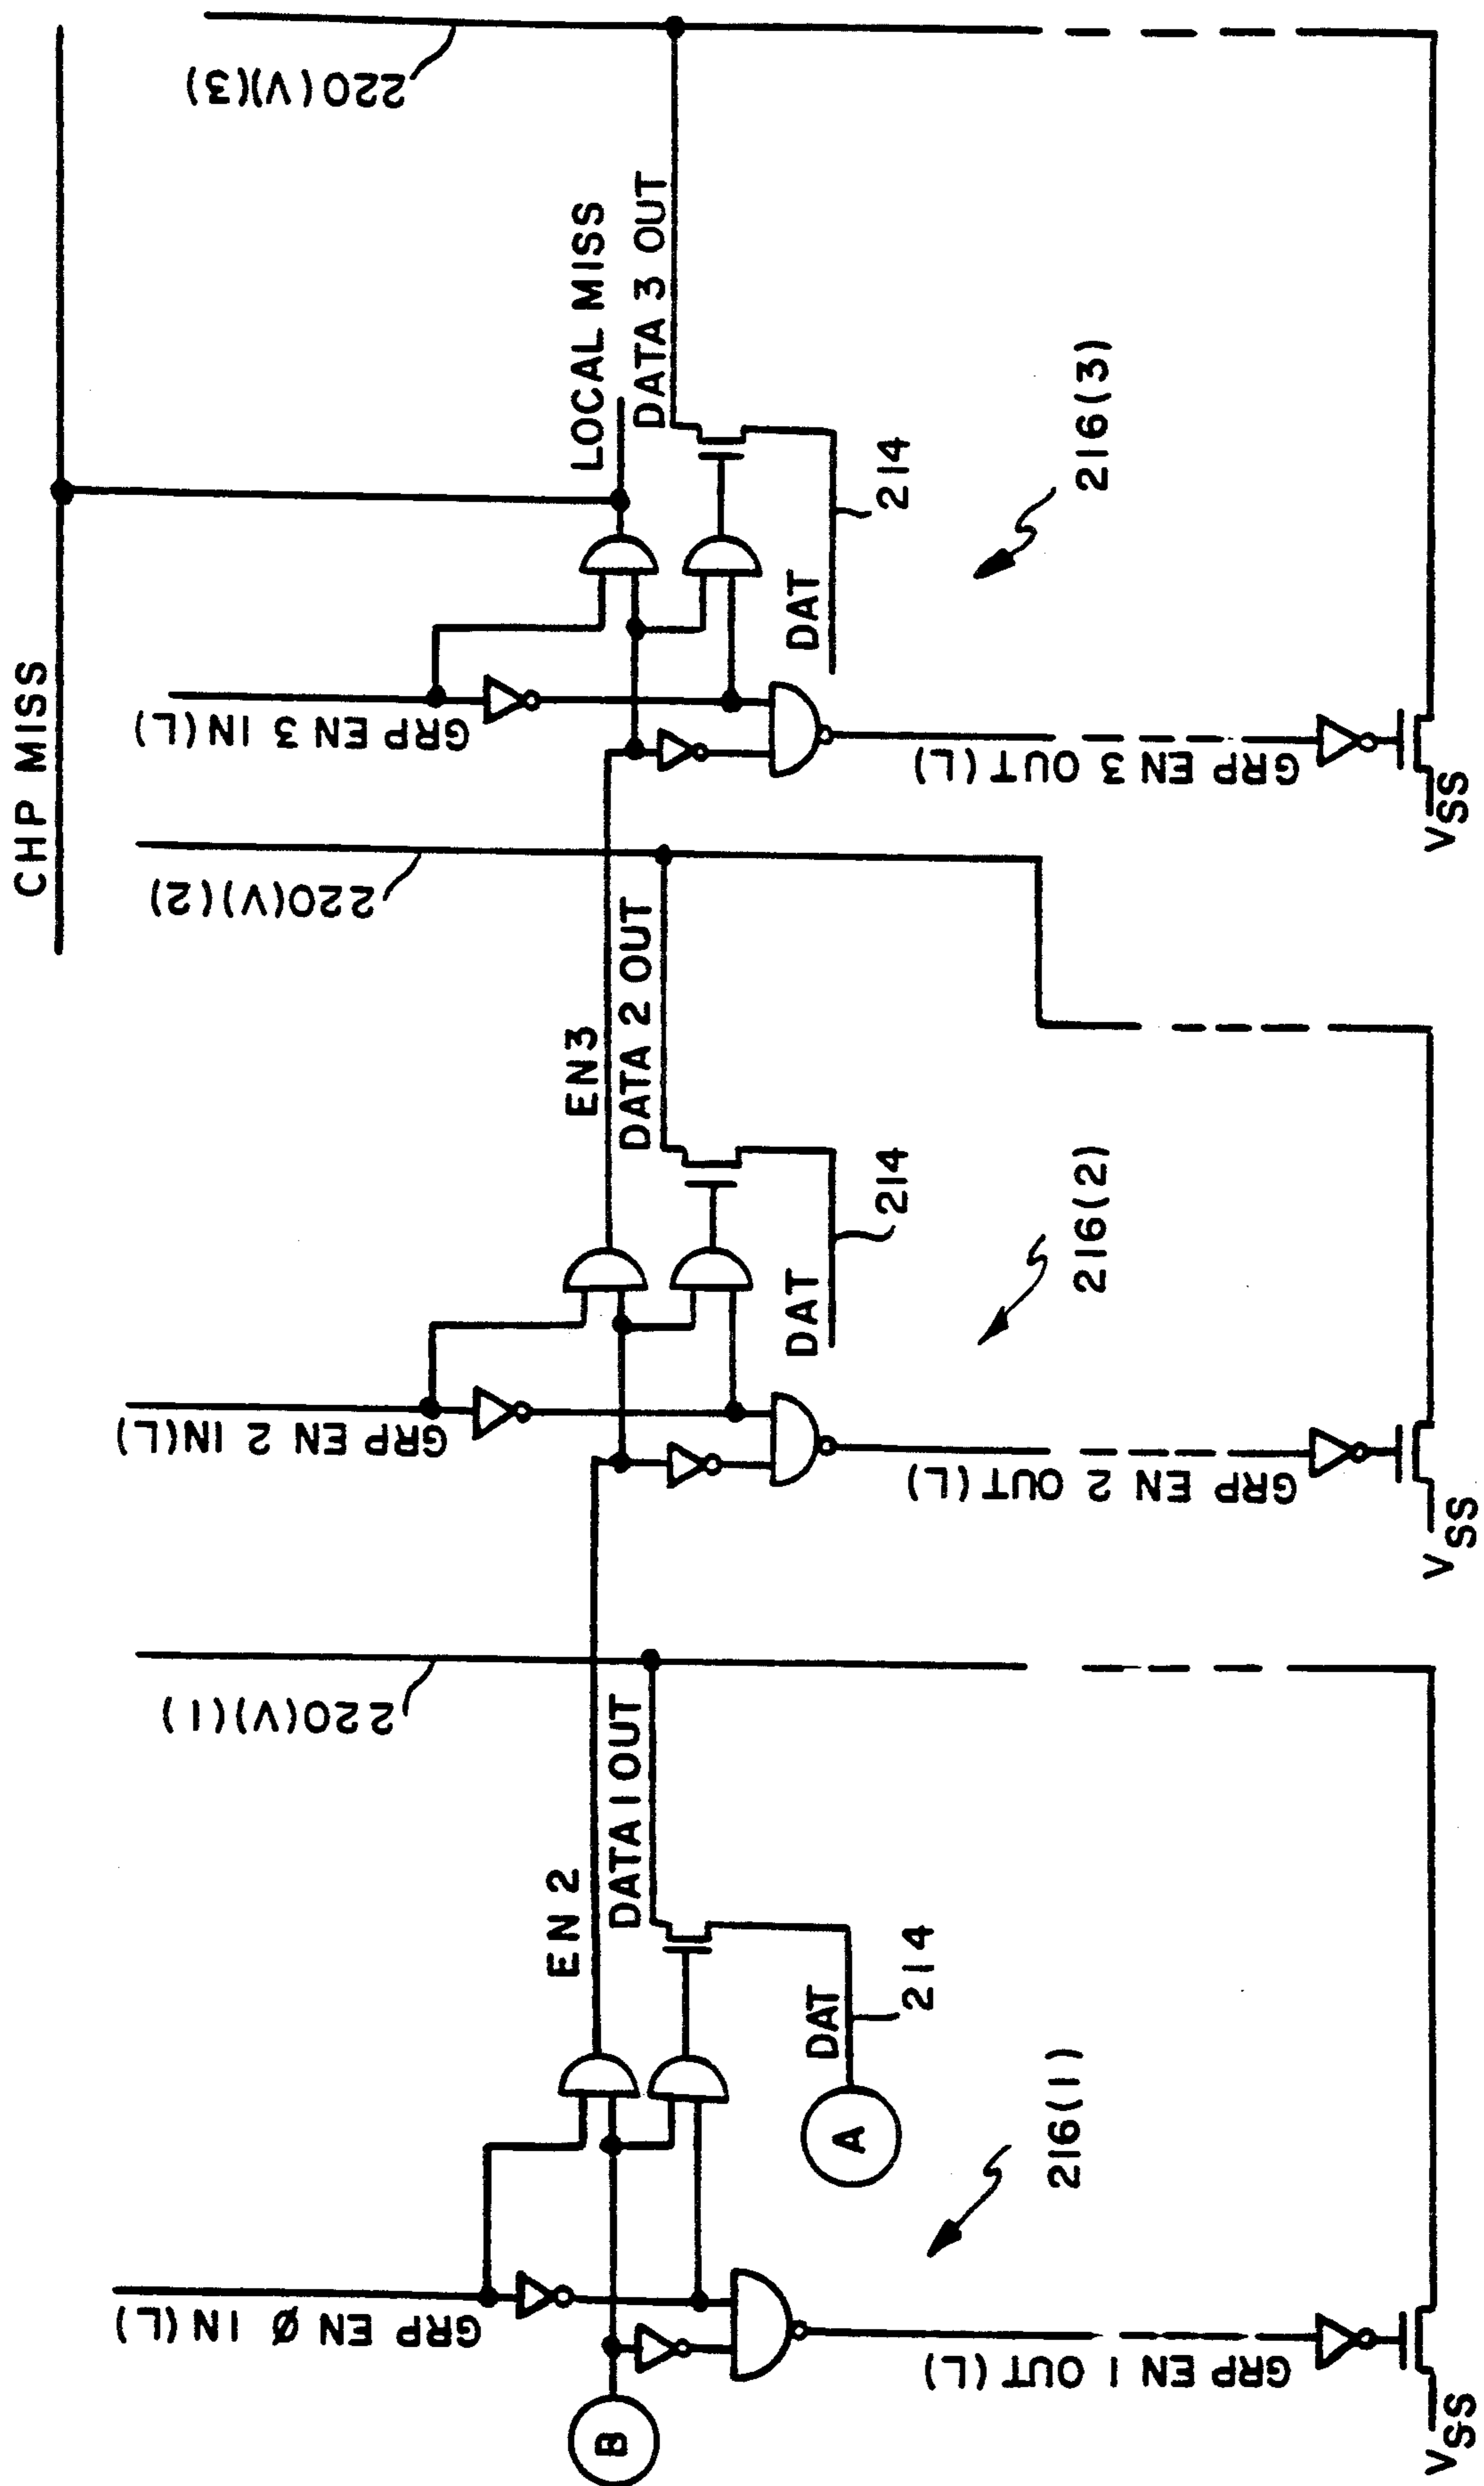 CHP MISS
220(V)(3)
LOCAL MISS
DATA 3 OUT
GRP EN 3 IN(L)
DAT
214
216(3)
GRP EN 3 OUT(L)
VSS
220(V)(2)
EN3
DATA 2 OUT
GRP EN 2 IN(L)
DAT
214
216(2)
GRP EN 2 OUT(L)
VSS
220(V)(1)
EN 2
DATA 1 OUT
GRP EN Ø IN(L)
DAT
214
A
216(1)
B
GRP EN 1 OUT(L)
VSS